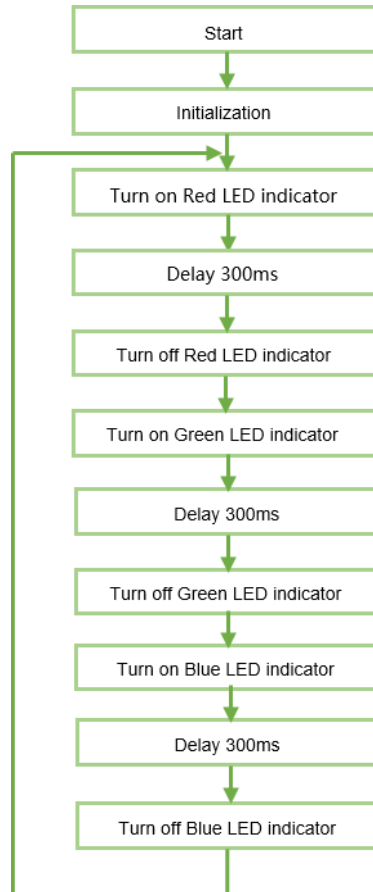 Start
Initialization
Turn on Red LED indicator
Delay 300ms
Turn off Red LED indicator
Turn on Green LED indicator
Delay 300ms
Turn off Green LED indicator
Turn on Blue LED indicator
Delay 300ms
Turn off Blue LED indicator